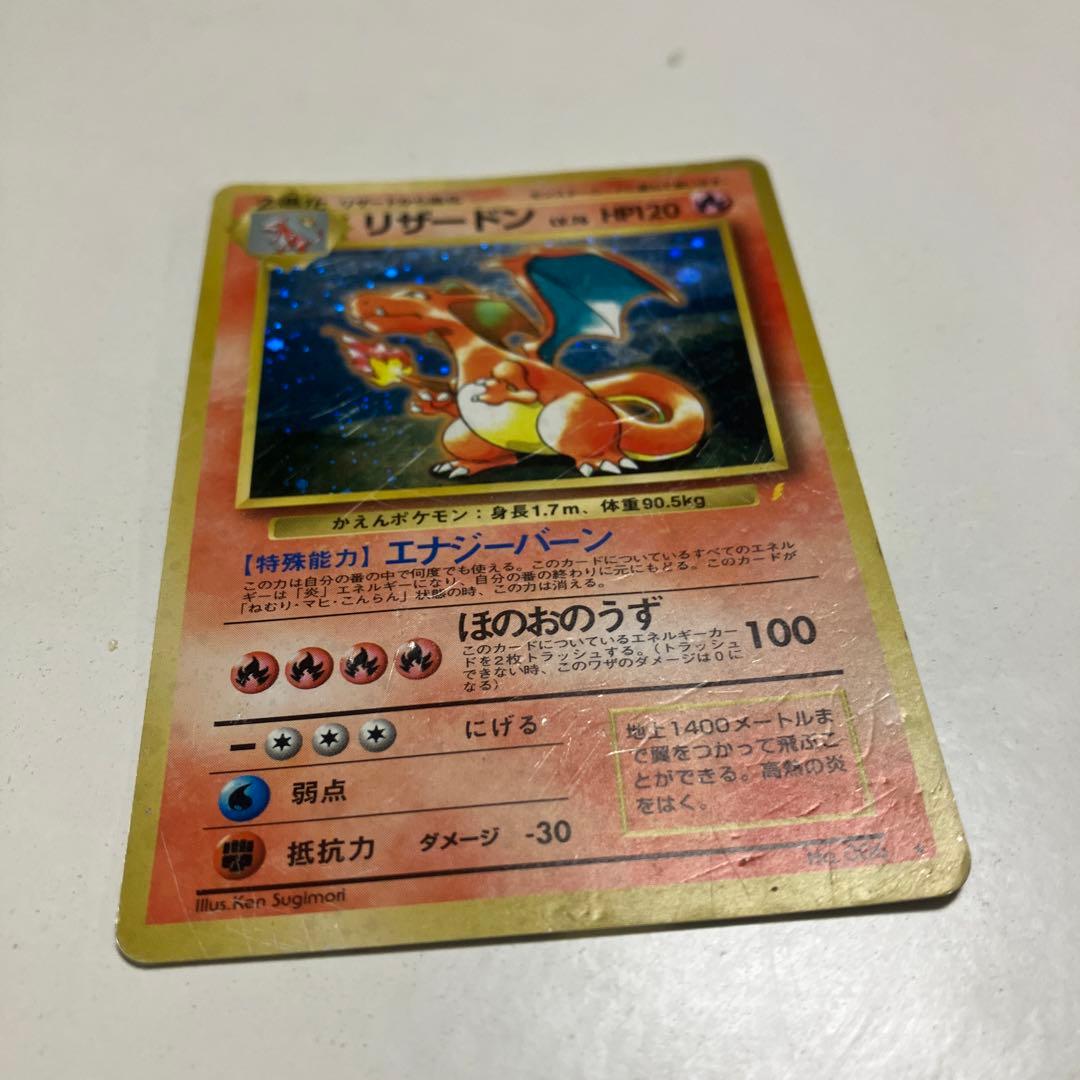 リザードン HP120
かえんポケモン：身長1.7m、体重90.5kg
【特殊能力】エナジーバーン
この力は自分の番の中で何度でも使える。このカードについているすべてのエネル
ギーは「炎」エネルギーになり、自分の番の終わりに元にもどる。このカードが
「ねむり・マヒ・こんらん」状態の時、この力は消える。
ほのおのうず 100
このカードについているエネルギーカー
ドを2枚トラッシュする。（トラッシュ
できない時、このワザのダメージは0に
なる）
にげる
弱点
抵抗力 ダメージ -30
地上1400メートルま
で翼をつかって飛ぶこ
とができる。高熱の炎
をはく。
Illus. Ken Sugimori